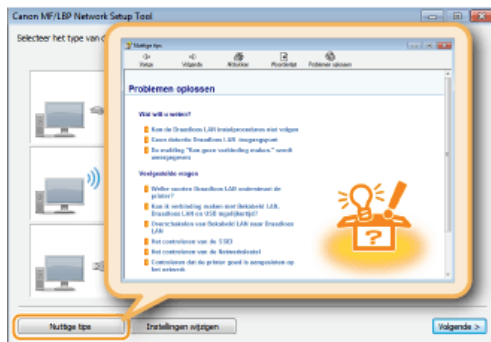 Canon MF/LBP Network Setup Tool
Selecteer het type van
Nuttige tips
Vorige Volgende Afdrukken Woordenlijst Problemen oplossen
Problemen oplossen
Wat wilt u weten?
Kan de Draadloos LAN installprocedures niet volgen
Geen detectie Draadloos LAN-toegangspunt
De melding "Kan geen verbinding maken." wordt
weergegeven
Veelgestelde vragen
Welke soorten Draadloos LAN ondersteunt de
printer?
Kan ik verbinding maken met Bekabeld LAN,
Draadloos LAN en USB tegelijkertijd?
Overschakelen van Bekabeld LAN naar Draadloos
LAN
Het controleren van de SSID
Het controleren van de Netwerksleutel
Controleren dat de printer goed is aangesloten op
het netwerk
?
Nuttige tips
Instellingen wijzigen
Volgende >